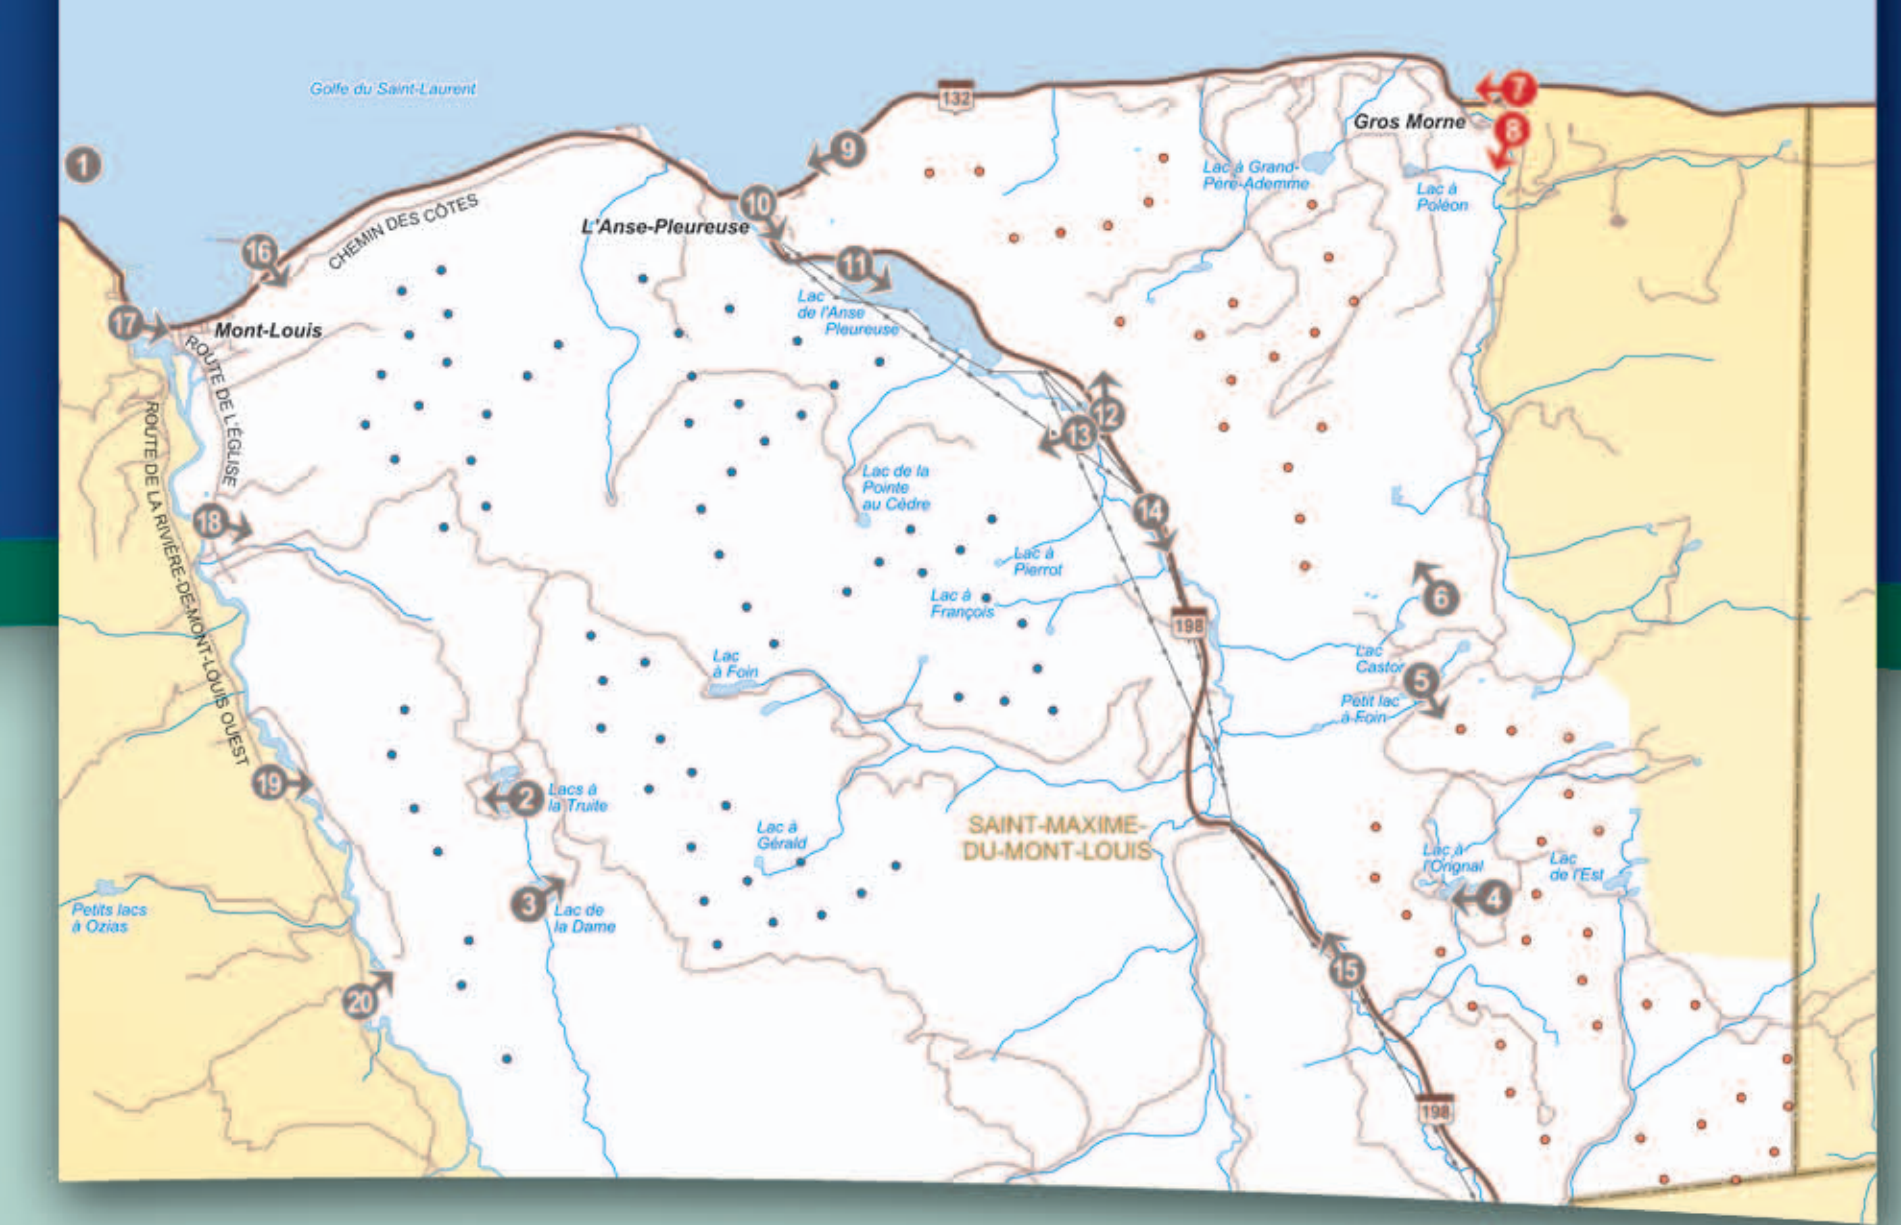 Golfe du Saint-Laurent
132
7
Gros Morne
8
1
9
Lac à Grand-
Père-Ademme
Lac à
Poléon
10
CHEMIN DES CÔTES
L'Anse-Pleureuse
16
11
Lac
de l'Anse
Pleureuse
17
Mont-Louis
ROUTE DE L'ÉGLISE
12
13
ROUTE DE LA RIVIÈRE-DE-MONT-LOUIS OUEST
Lac de la
Pointe
au Cèdre
14
18
Lac à
Pierrot
Lac à
François
6
198
Lac
à Foin
Lac
Castor
5
Petit lac
à Foin
19
2
Lacs à
la Truite
SAINT-MAXIME-
DU-MONT-LOUIS
Lac à
Gérald
Lac à
l'Orignal
Lac
de l'Est
4
3
Lac de
la Dame
Petits lacs
à Ozias
15
20
198